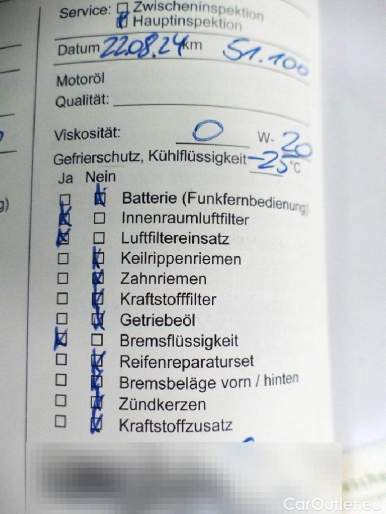 Service: Zwischeninspektion
Hauptinspektion
Datum 22.08.24 km 51.100
Motoröl
Qualität:
Viskosität: 0 W- 20
Gefrierschutz, Kühlflüssigkeit -25 °C
Ja Nein
Batterie (Funkfernbedienung)
Innenraumluftfilter
Luftfiltereinsatz
Keilrippenriemen
Zahnriemen
Kraftstofffilter
Getriebeöl
Bremsflüssigkeit
Reifenreparaturset
Bremsbeläge vorn / hinten
Zündkerzen
Kraftstoffzusatz
CarOutlet.eu